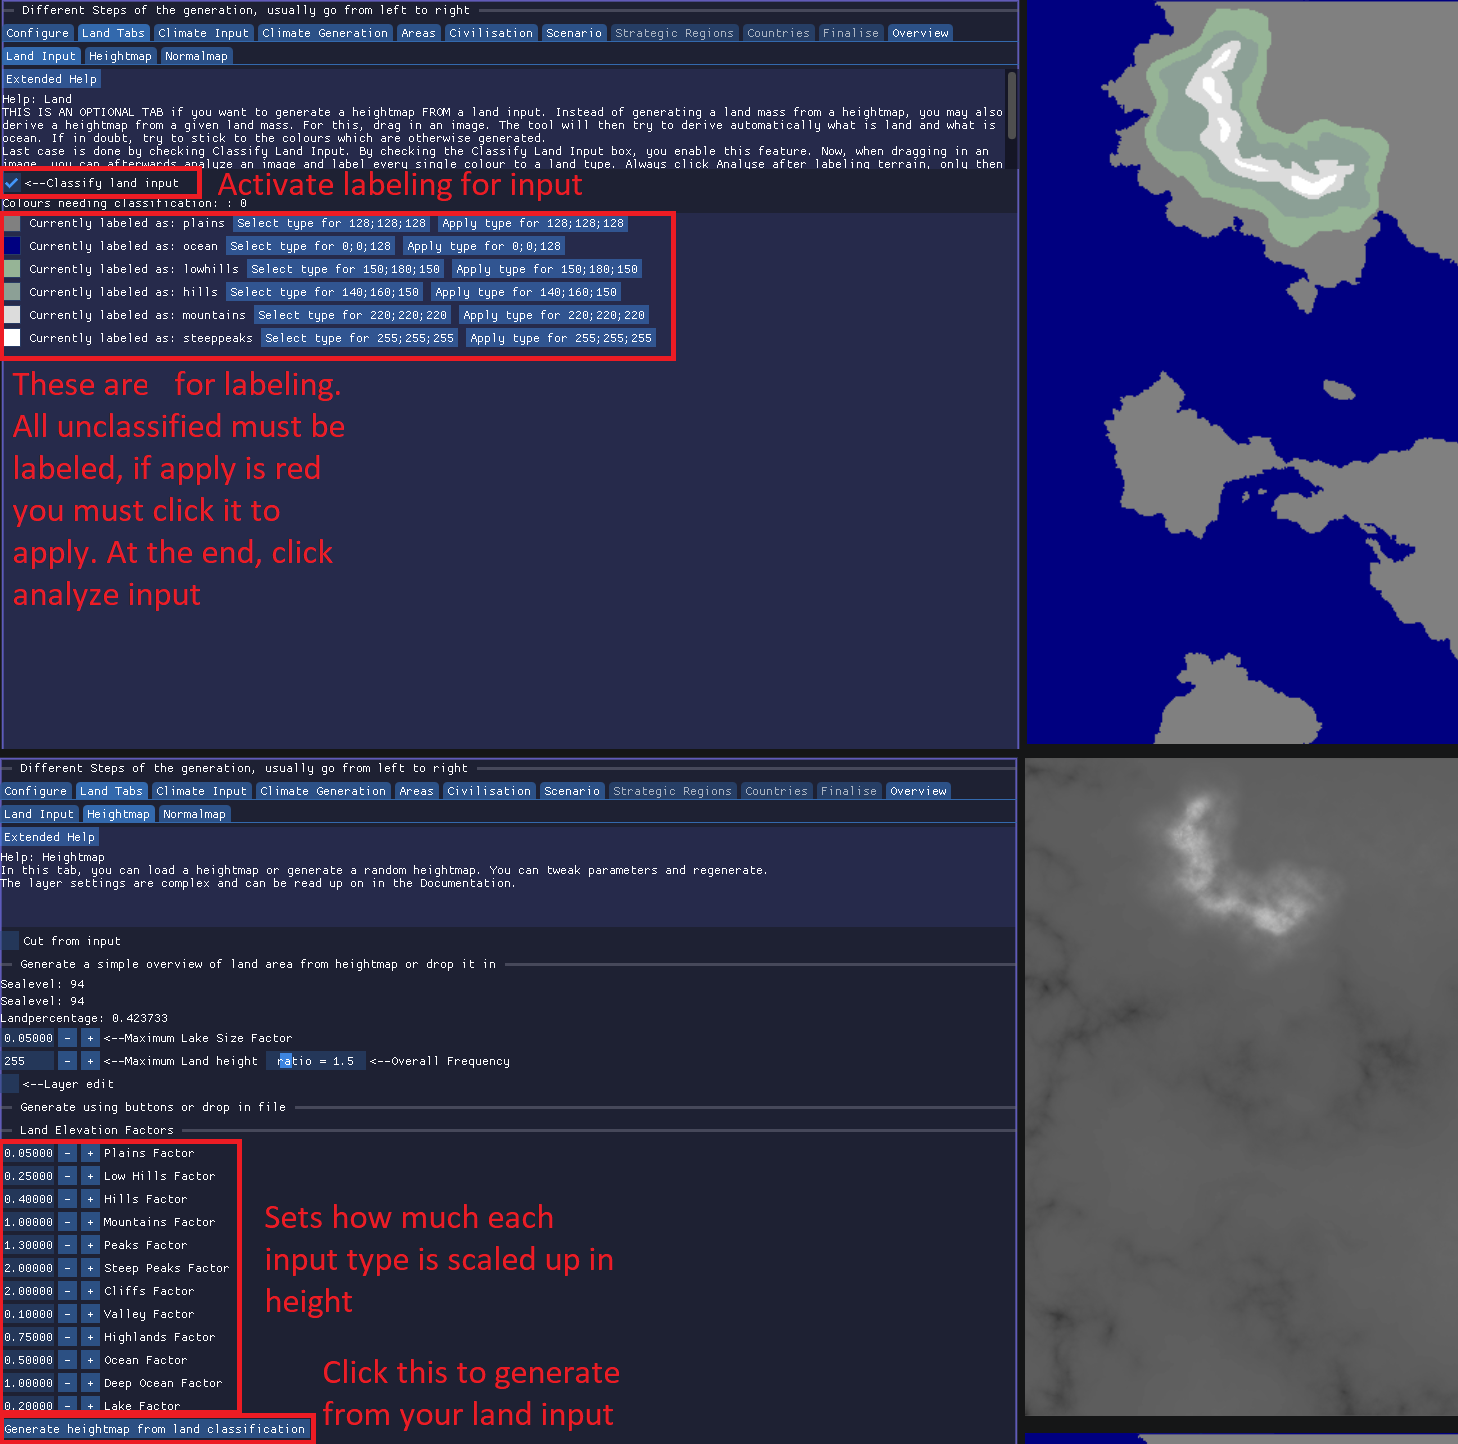 Different Steps of the generation, usually go from left to right
Configure Land Tabs Climate Input Climate Generation Areas Civilisation Scenario Strategic Regions Countries Finalise Overview
Land Input Heightmap Normalmap
Extended Help
Help: Land
THIS IS AN OPTIONAL TAB if you want to generate a heightmap FROM a land input. Instead of generating a land mass from a heightmap, you may also
derive a heightmap from a given land mass. For this, drag in an image. The tool will then try to derive automatically what is land and what is
ocean. If in doubt, try to stick to the colours which are otherwise generated.
Last case is done by checking Classify Land Input. By checking the Classify Land Input box, you enable this feature. Now, when dragging in an
image, you can afterwards analyze an image and label every single colour to a land type. Always click Analyse after labeling terrain, only then
<--Classify land input
Activate labeling for input
Colours needing classification: : 0
Currently labeled as: plains Select type for 128;128;128 Apply type for 128;128;128
Currently labeled as: ocean Select type for 0;0;128 Apply type for 0;0;128
Currently labeled as: lowhills Select type for 150;180;150 Apply type for 150;180;150
Currently labeled as: hills Select type for 140;160;150 Apply type for 140;160;150
Currently labeled as: mountains Select type for 220;220;220 Apply type for 220;220;220
Currently labeled as: steeppeaks Select type for 255;255;255 Apply type for 255;255;255
These are for labeling.
All unclassified must be
labeled, if apply is red
you must click it to
apply. At the end, click
analyze input
Different Steps of the generation, usually go from left to right
Configure Land Tabs Climate Input Climate Generation Areas Civilisation Scenario Strategic Regions Countries Finalise Overview
Land Input Heightmap Normalmap
Extended Help
Help: Heightmap
In this tab, you can load a heightmap or generate a random heightmap. You can tweak parameters and regenerate.
The layer settings are complex and can be read up on in the Documentation.
Cut from input
Generate a simple overview of land area from heightmap or drop it in
Sealevel: 94
Sealevel: 94
Landpercentage: 0.423733
0.05000 - + <--Maximum Lake Size Factor
255 - + <--Maximum Land height ratio = 1.5 <--Overall Frequency
<--Layer edit
Generate using buttons or drop in file
Land Elevation Factors
0.05000 - + Plains Factor
0.25000 - + Low Hills Factor
0.40000 - + Hills Factor
1.00000 - + Mountains Factor
1.30000 - + Peaks Factor
2.00000 - + Steep Peaks Factor
2.00000 - + Cliffs Factor
0.10000 - + Valley Factor
0.75000 - + Highlands Factor
0.50000 - + Ocean Factor
1.00000 - + Deep Ocean Factor
0.20000 - + Lake Factor
Sets how much each
input type is scaled up in
height
Click this to generate
from your land input
Generate heightmap from land classification